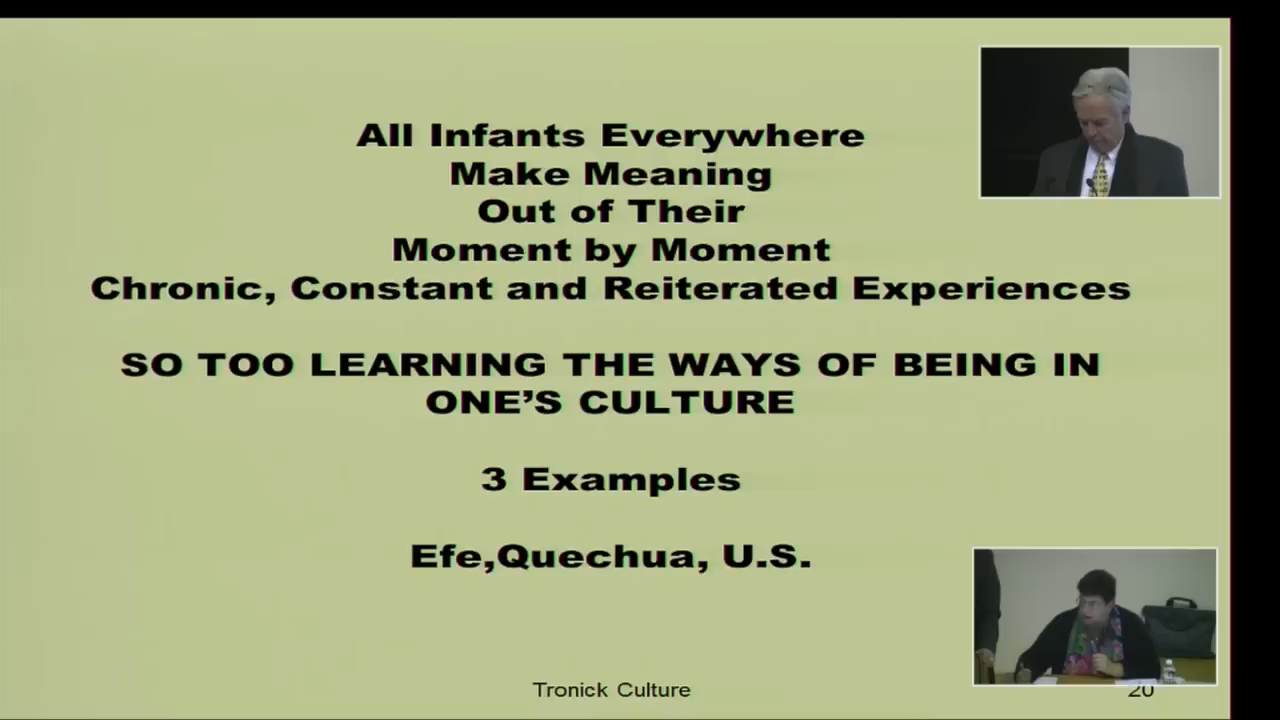 All Infants Everywhere
Make Meaning
Out of Their
Moment by Moment
Chronic, Constant and Reiterated Experiences
SO TOO LEARNING THE WAYS OF BEING IN
ONE’S CULTURE
3 Examples
Efe,Quechua, U.S.
Tronick Culture
20